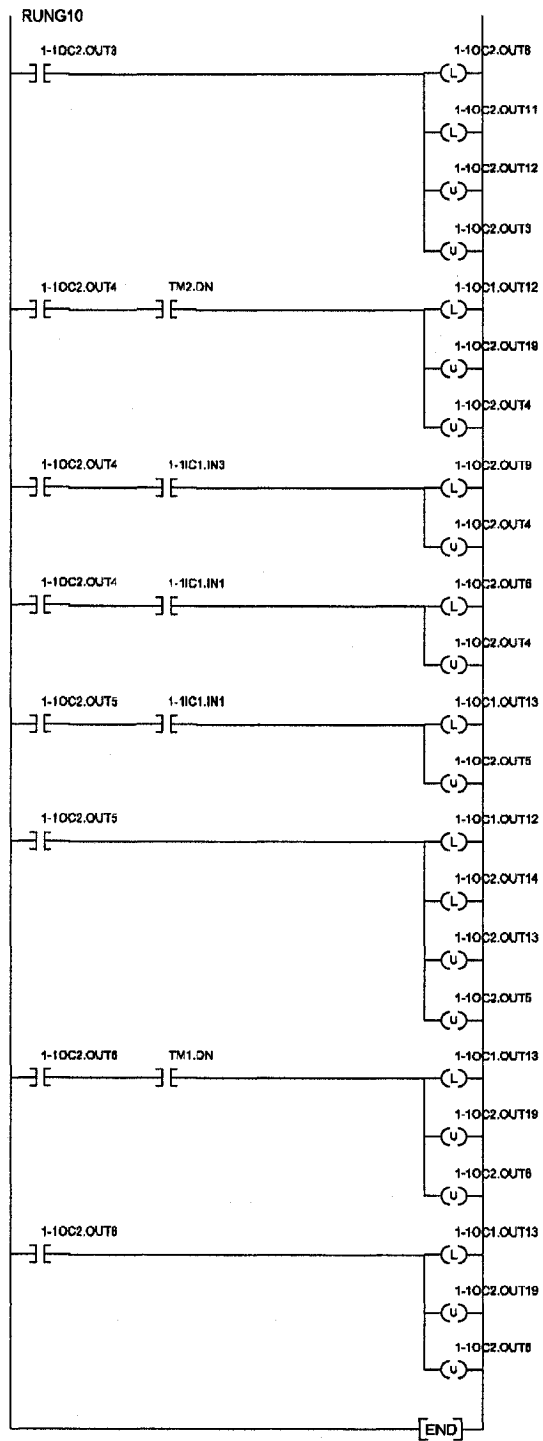 RUNG10
1-1OC2.OUT3 1-1OC2.OUT6
L
1-1OC2.OUT11
L
1-1OC2.OUT12
U
1-1OC2.OUT3
U
1-1OC2.OUT4 TM2.DN 1-1OC1.OUT12
L
1-1OC2.OUT19
U
1-1OC2.OUT4
U
1-1OC2.OUT4 1-1IC1.IN3 1-1OC2.OUT9
L
1-1OC2.OUT4
U
1-1OC2.OUT4 1-1IC1.IN1 1-1OC2.OUT6
L
1-1OC2.OUT4
U
1-1OC2.OUT5 1-1IC1.IN1 1-1OC1.OUT13
L
1-1OC2.OUT5
U
1-1OC2.OUT5 1-1OC1.OUT12
L
1-1OC2.OUT14
L
1-1OC2.OUT13
U
1-1OC2.OUT5
U
1-1OC2.OUT6 TM1.DN 1-1OC1.OUT13
L
1-1OC2.OUT19
U
1-1OC2.OUT6
U
1-1OC2.OUT6 1-1OC1.OUT13
L
1-1OC2.OUT19
U
1-1OC2.OUT6
U
END